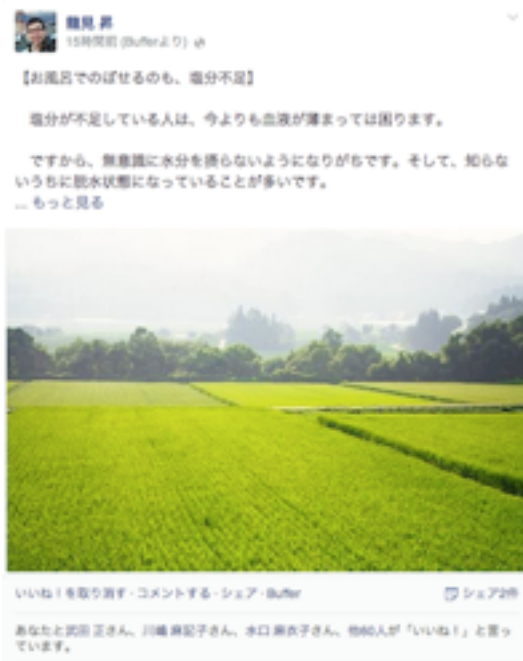 龍見 昇
15時間前 (Bufferより)
【お風呂でのぼせるのも、塩分不足】
塩分が不足している人は、今よりも血液が薄まっては困ります。
ですから、無意識に水分を摂らないようになりがちです。そして、知らな
いうちに脱水状態になっていることが多いです。
... もっと見る
いいね!を取り消す・コメントする・シェア・Buffer
シェア2件
あなたと武田 正さん、川嶋 麻記子さん、水口 麻衣子さん、他60人が「いいね!」と言っ
ています。